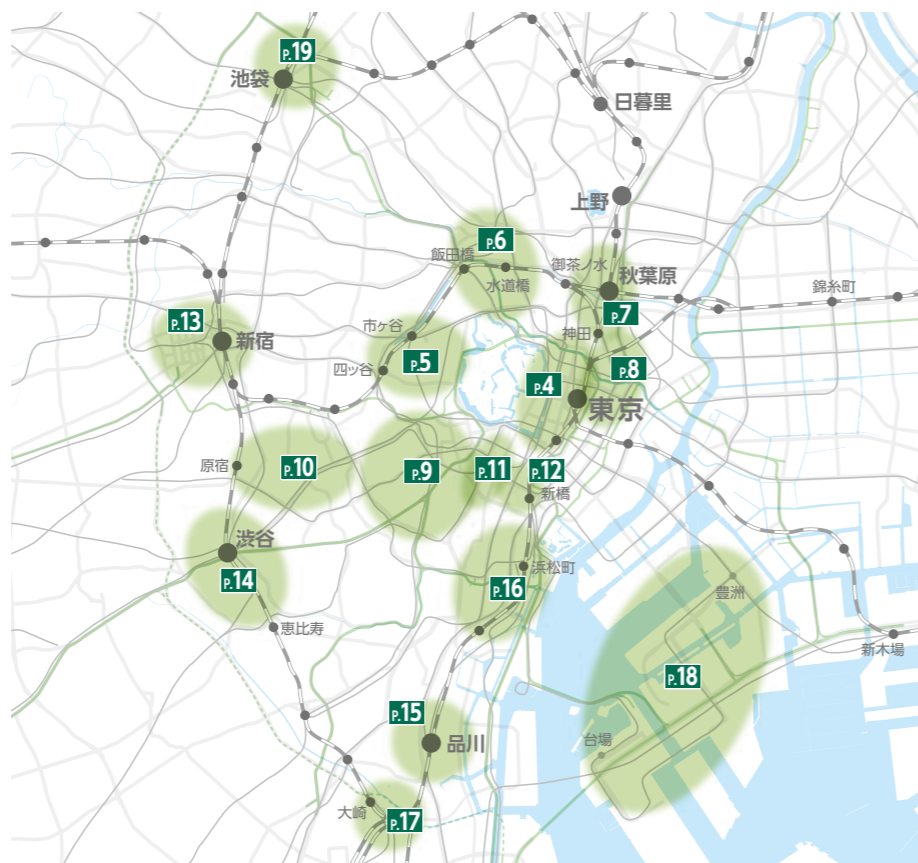 P.19
池袋
日暮里
上野
P.6
飯田橋
水道橋
御茶ノ水
秋葉原
錦糸町
P.13
新宿
市ヶ谷
P.5
四ッ谷
P.7
神田
P.8
P.4
東京
原宿
P.10
P.9
P.11
P.12
新橋
渋谷
P.14
浜松町
P.16
豊洲
恵比寿
新木場
P.18
P.15
品川
台場
大崎
P.17